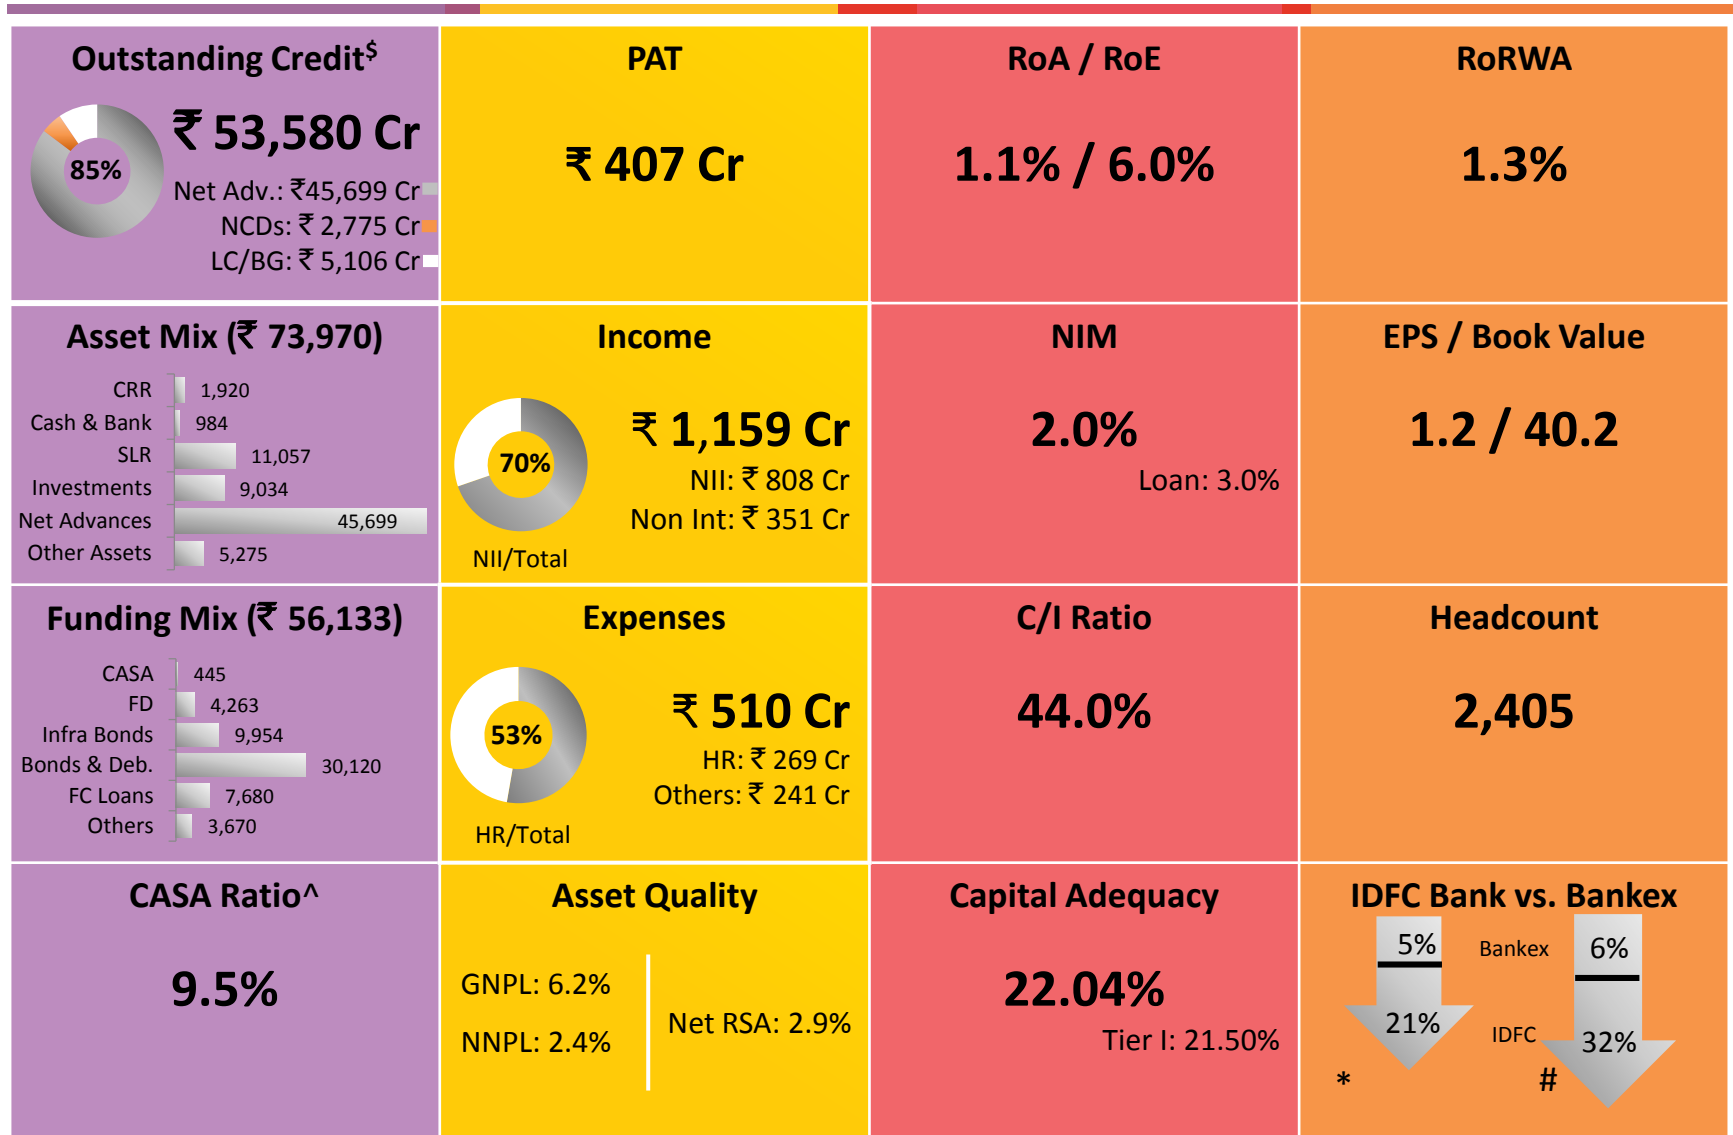 Outstanding Credit$
85%
₹ 53,580 Cr
Net Adv.: ₹45,699 Cr
NCDs: ₹ 2,775 Cr
LC/BG: ₹ 5,106 Cr
PAT
₹ 407 Cr
RoA / RoE
1.1% / 6.0%
RoRWA
1.3%
Asset Mix (₹ 73,970)
CRR 1,920
Cash & Bank 984
SLR 11,057
Investments 9,034
Net Advances 45,699
Other Assets 5,275
Income
70%
NII/Total
₹ 1,159 Cr
NII: ₹ 808 Cr
Non Int: ₹ 351 Cr
NIM
2.0%
Loan: 3.0%
EPS / Book Value
1.2 / 40.2
Funding Mix (₹ 56,133)
CASA 445
FD 4,263
Infra Bonds 9,954
Bonds & Deb. 30,120
FC Loans 7,680
Others 3,670
Expenses
53%
HR/Total
₹ 510 Cr
HR: ₹ 269 Cr
Others: ₹ 241 Cr
C/I Ratio
44.0%
Headcount
2,405
CASA Ratio^
9.5%
Asset Quality
GNPL: 6.2%
NNPL: 2.4%
Net RSA: 2.9%
Capital Adequacy
22.04%
Tier I: 21.50%
IDFC Bank vs. Bankex
5% Bankex 6%
21% IDFC 32%
* #